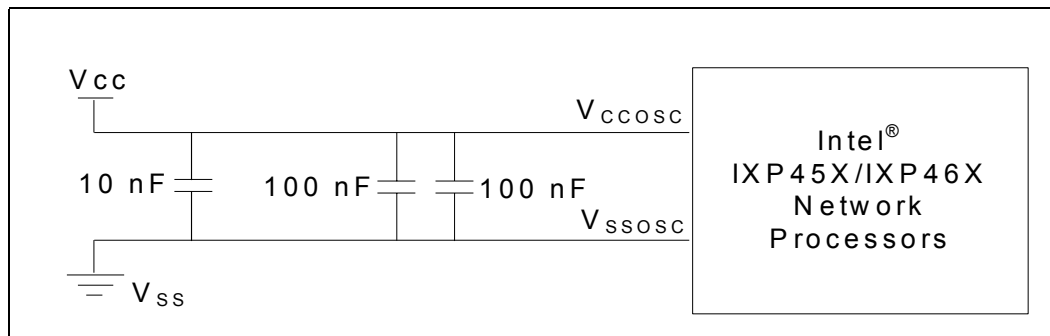 Vcc
VCCOSC
10 nF
100 nF
100 nF
VSSOSC
VSS
Intel®
IXP45X/IXP46X
Network
Processors